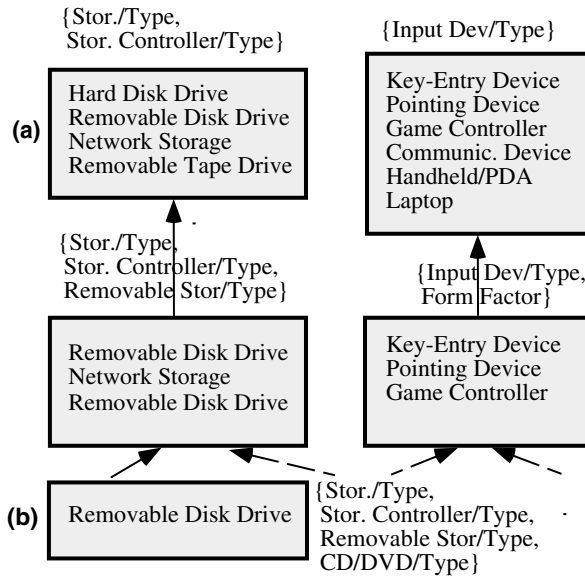 {Stor./Type,
Stor. Controller/Type}
{Input Dev/Type}
(a)
Hard Disk Drive
Removable Disk Drive
Network Storage
Removable Tape Drive
Key-Entry Device
Pointing Device
Game Controller
Communic. Device
Handheld/PDA
Laptop
{Stor./Type,
Stor. Controller/Type,
Removable Stor/Type}
{Input Dev/Type,
Form Factor}
Removable Disk Drive
Network Storage
Removable Disk Drive
Key-Entry Device
Pointing Device
Game Controller
(b)
Removable Disk Drive
{Stor./Type,
Stor. Controller/Type,
Removable Stor/Type,
CD/DVD/Type}